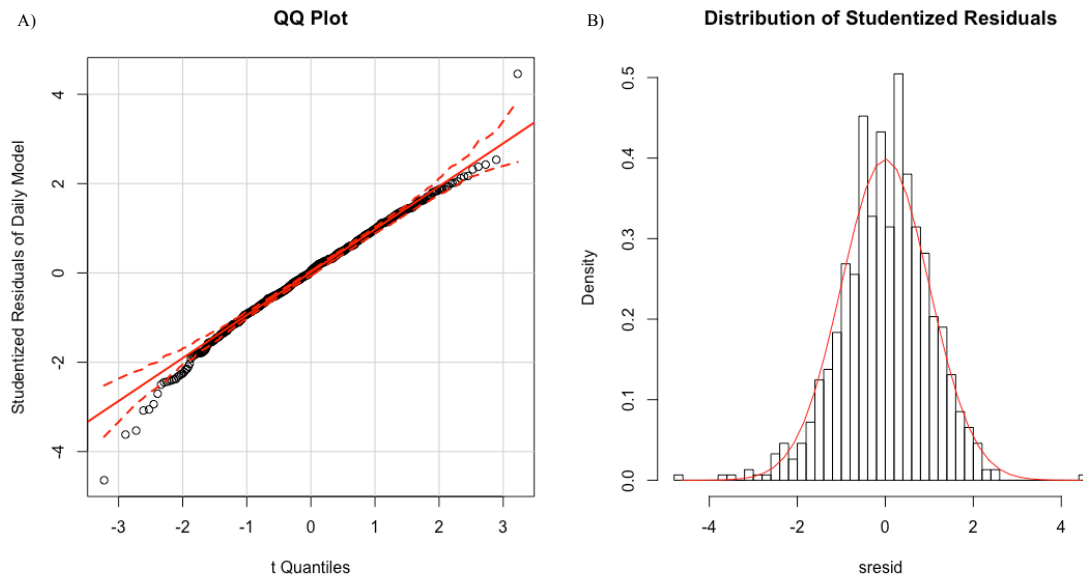 A)
QQ Plot
Studentized Residuals of Daily Model
4
2
0
-2
-4
-3 -2 -1 0 1 2 3
t Quantiles
B)
Distribution of Studentized Residuals
Density
0.5
0.4
0.3
0.2
0.1
0.0
-4 -2 0 2 4
sresid